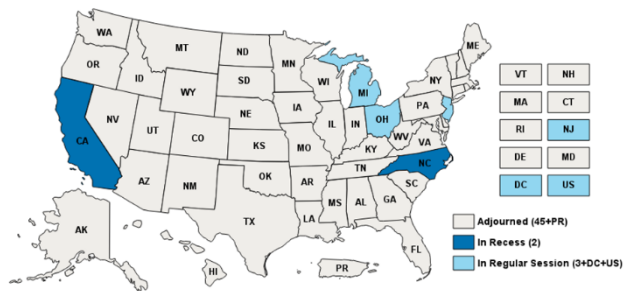 WA
MT
ND
MN
ME
OR
ID
WY
SD
WI
MI
NY
VT
NH
NE
IA
PA
MA
CT
NV
UT
CO
IL
IN
OH
RI
NJ
CA
KS
MO
KY
WV
VA
DE
MD
AZ
NM
OK
AR
TN
NC
DC
US
TX
LA
MS
AL
GA
SC
Adjourned (45+PR)
AK
FL
In Recess (2)
HI
PR
In Regular Session (3+DC+US)